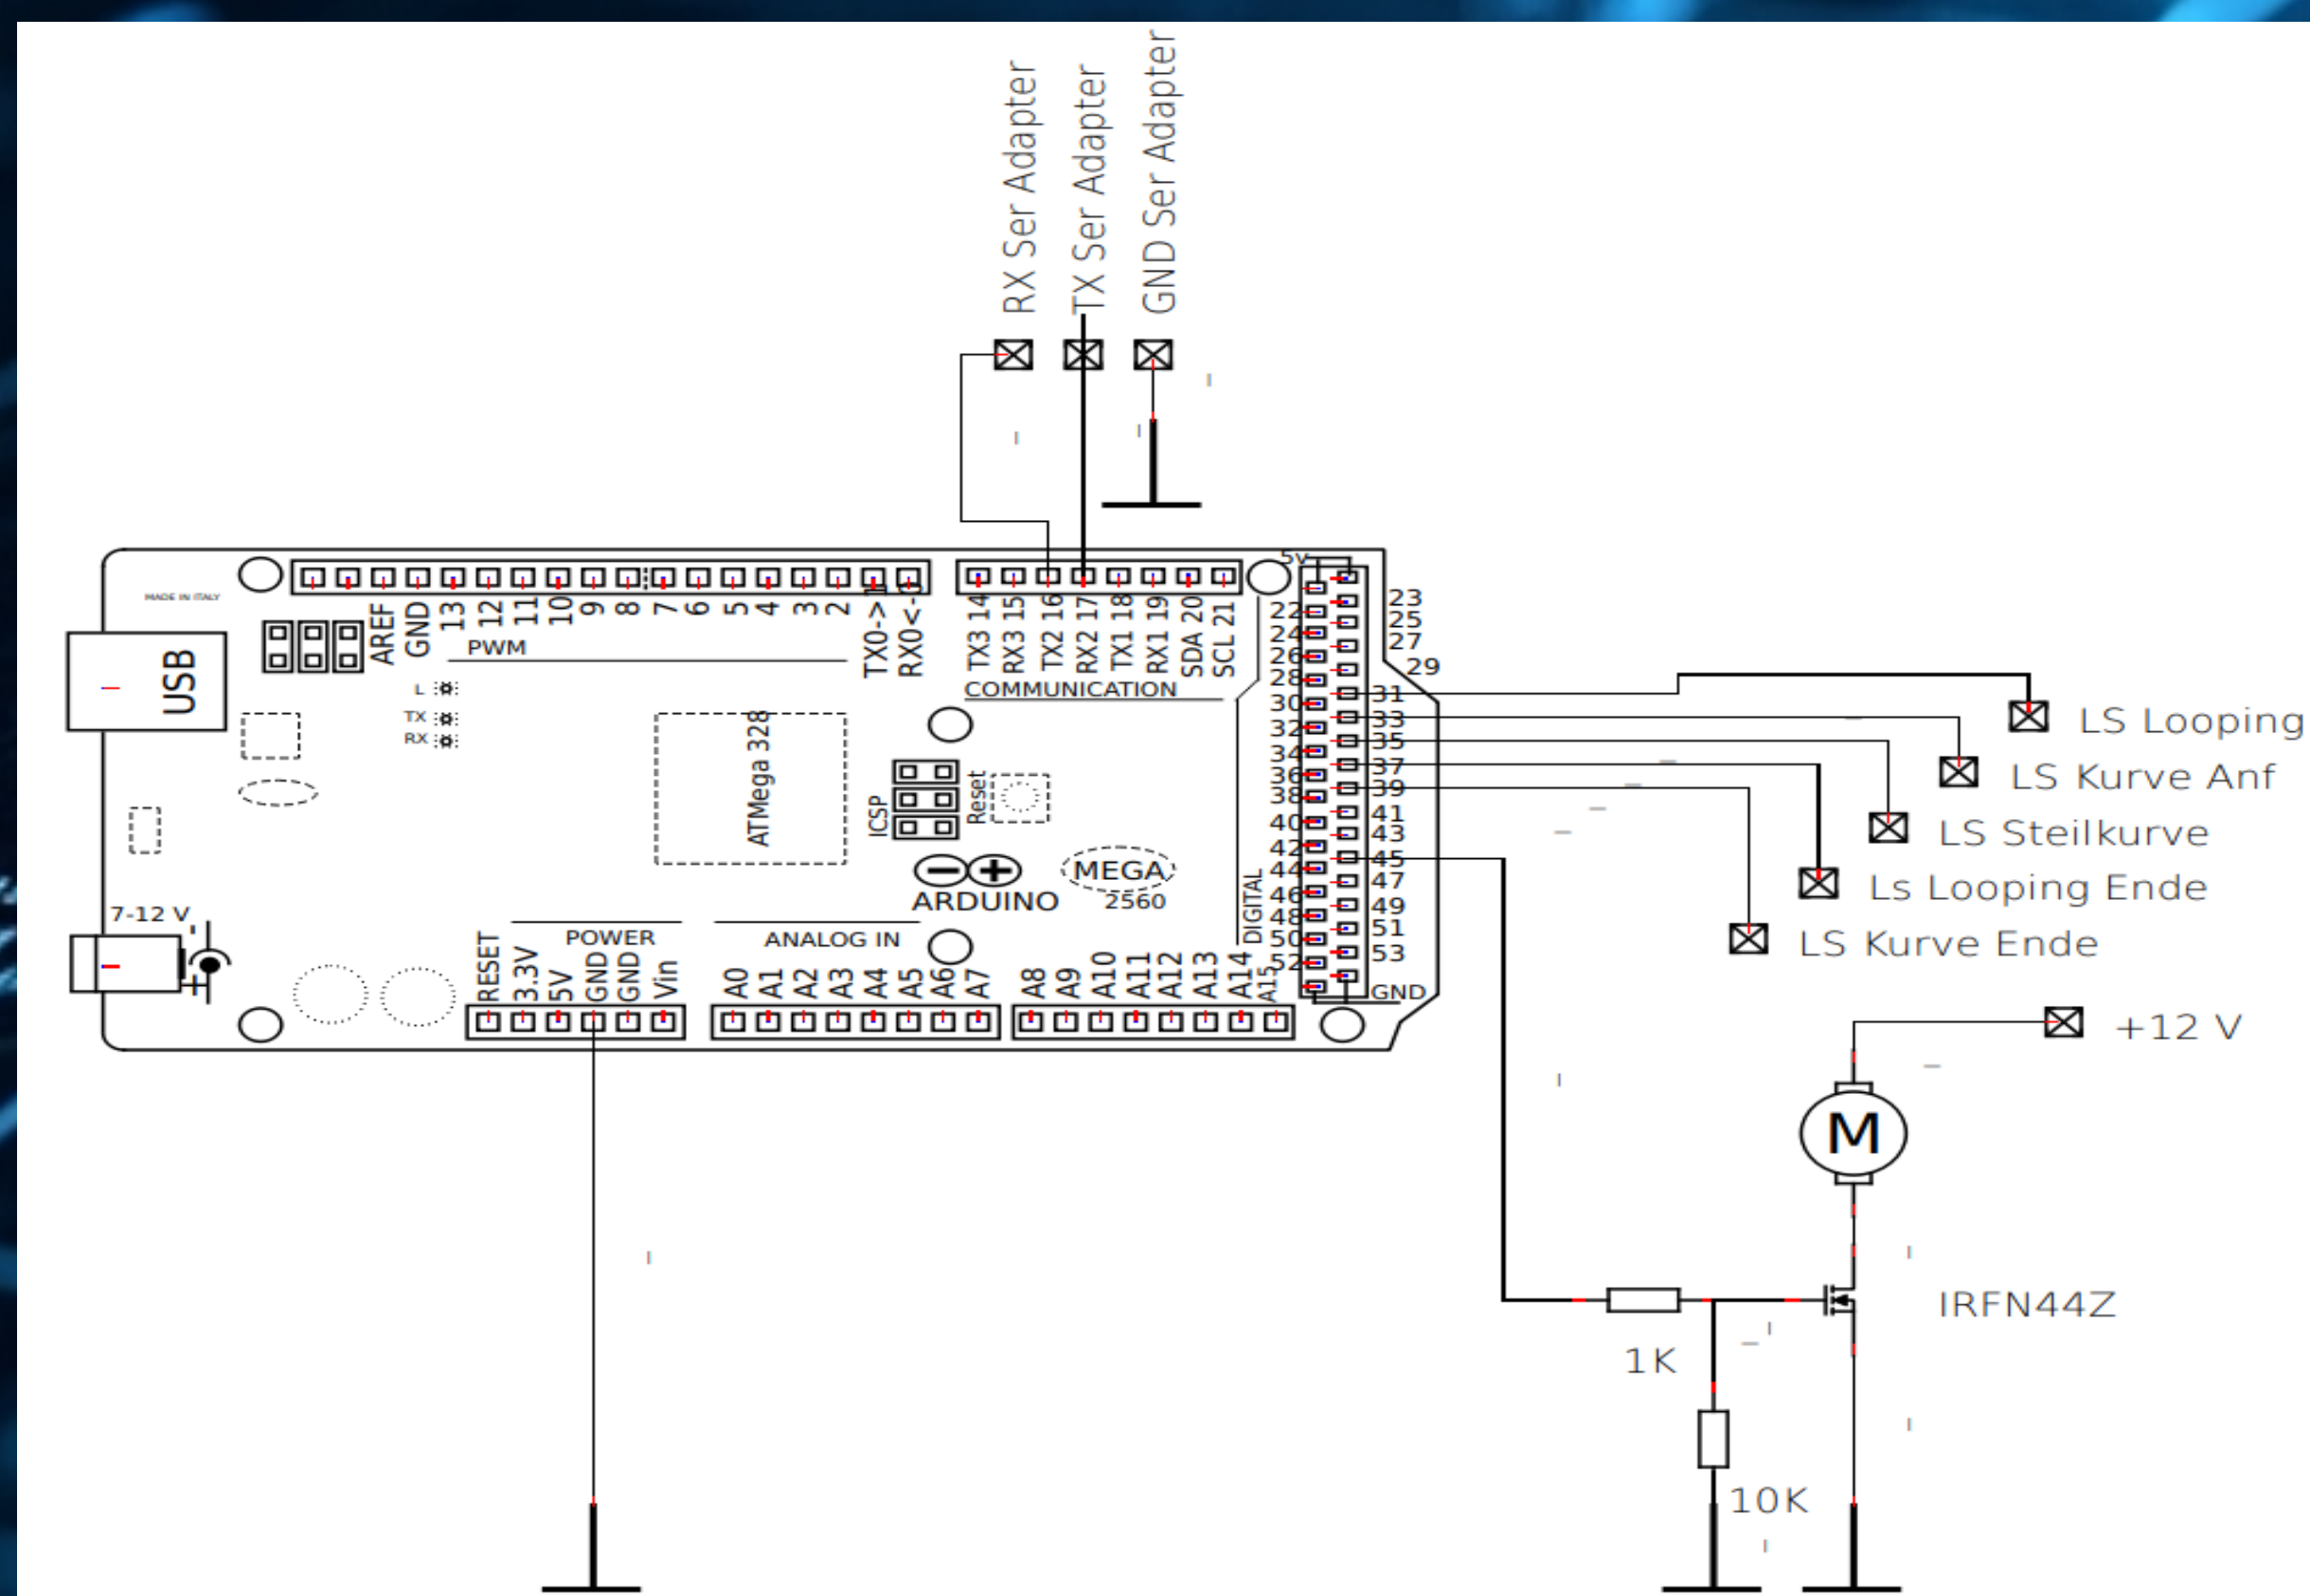 RX Ser Adapter
TX Ser Adapter
GND Ser Adapter
5v
MADE IN ITALY
AREF
GND
13
12
11
10
9
8
7
6
5
4
3
2
TX0->1
RX0<-0
PWM
TX3 14
RX3 15
TX2 16
RX2 17
TX1 18
RX1 19
SDA 20
SCL 21
COMMUNICATION
USB
L
TX
RX
ATMega 328
ICSP
Reset
ARDUINO
MEGA
2560
DIGITAL
22
24
26
28
30
32
34
36
38
40
42
44
46
48
50
52
23
25
27
29
31
33
35
37
39
41
43
45
47
49
51
53
GND
LS Looping
LS Kurve Anf
LS Steilkurve
Ls Looping Ende
LS Kurve Ende
7-12 V
-
+
POWER
ANALOG IN
RESET
3.3V
5V
GND
GND
Vin
A0
A1
A2
A3
A4
A5
A6
A7
A8
A9
A10
A11
A12
A13
A14
A15
+12 V
M
IRFN44Z
1K
10K